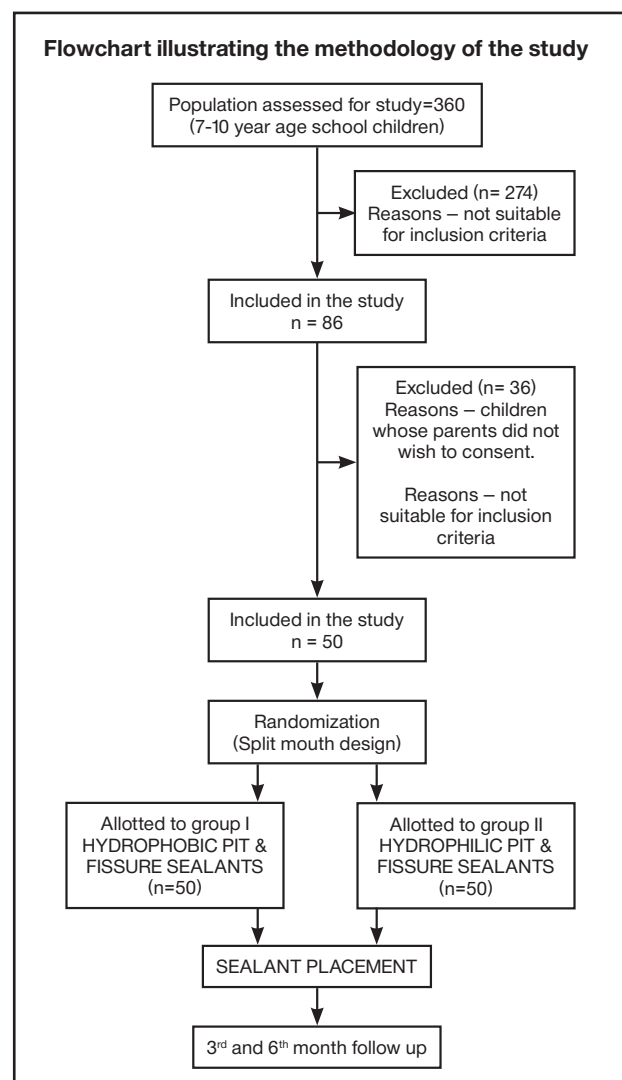 Flowchart illustrating the methodology of the study
Population assessed for study=360
(7-10 year age school children)
Excluded (n= 274)
Reasons – not suitable
for inclusion criteria
Included in the study
n = 86
Excluded (n= 36)
Reasons – children
whose parents did not
wish to consent.
Reasons – not
suitable for inclusion
criteria
Included in the study
n = 50
Randomization
(Split mouth design)
Allotted to group I
HYDROPHOBIC PIT &
FISSURE SEALANTS
(n=50)
Allotted to group II
HYDROPHILIC PIT &
FISSURE SEALANTS
(n=50)
SEALANT PLACEMENT
3rd and 6th month follow up